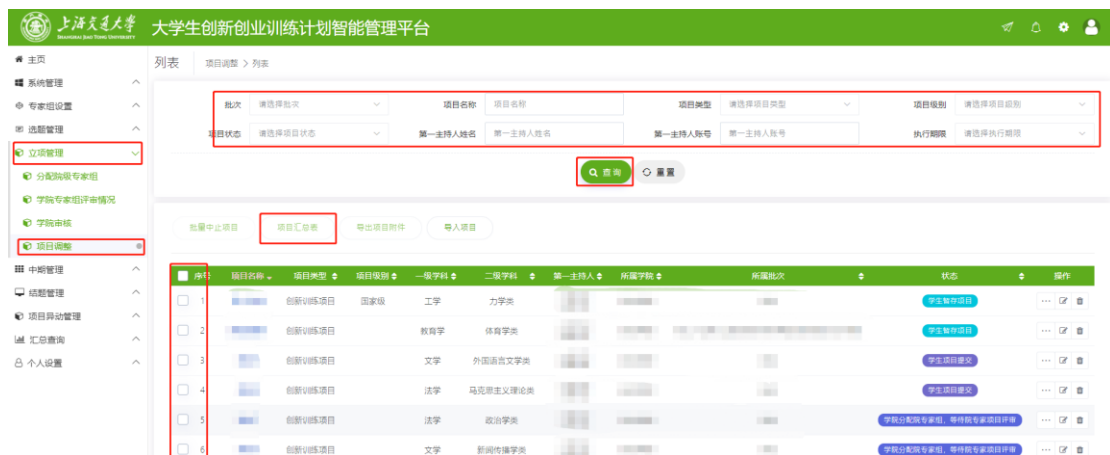 上海交通大学 大学生创新创业训练计划智能管理平台
SHANGHAI JIAO TONG UNIVERSITY
主页
系统管理
专家组设置
选题管理
立项管理
分配院级专家组
学院专家组评审情况
学院审核
项目调整
中期管理
结题管理
项目异动管理
汇总查询
个人设置
列表 项目调整 > 列表
批次 请选择批次 项目名称 项目名称 项目类型 请选择项目类型 项目级别 请选择项目级别
项目状态 请选择项目状态 第一主持人姓名 第一主持人姓名 第一主持人账号 第一主持人账号 执行期限 请选择执行期限
查询 重置
批量中止项目 项目汇总表 导出项目附件 导入项目
序号 项目名称 项目类型 项目级别 一级学科 二级学科 第一主持人 所属学院 所属批次 状态 操作
1 创新训练项目 国家级 工学 力学类 学生暂存项目
2 创新训练项目 教育学 体育学类 学生暂存项目
3 创新训练项目 文学 外国语言文学类 学生项目提交
4 创新训练项目 法学 马克思主义理论类 学生项目提交
5 创新训练项目 法学 政治学类 学院分配院专家组，等待院专家项目评审
6 创新训练项目 文学 新闻传播学类 学院分配院专家组，等待院专家项目评审